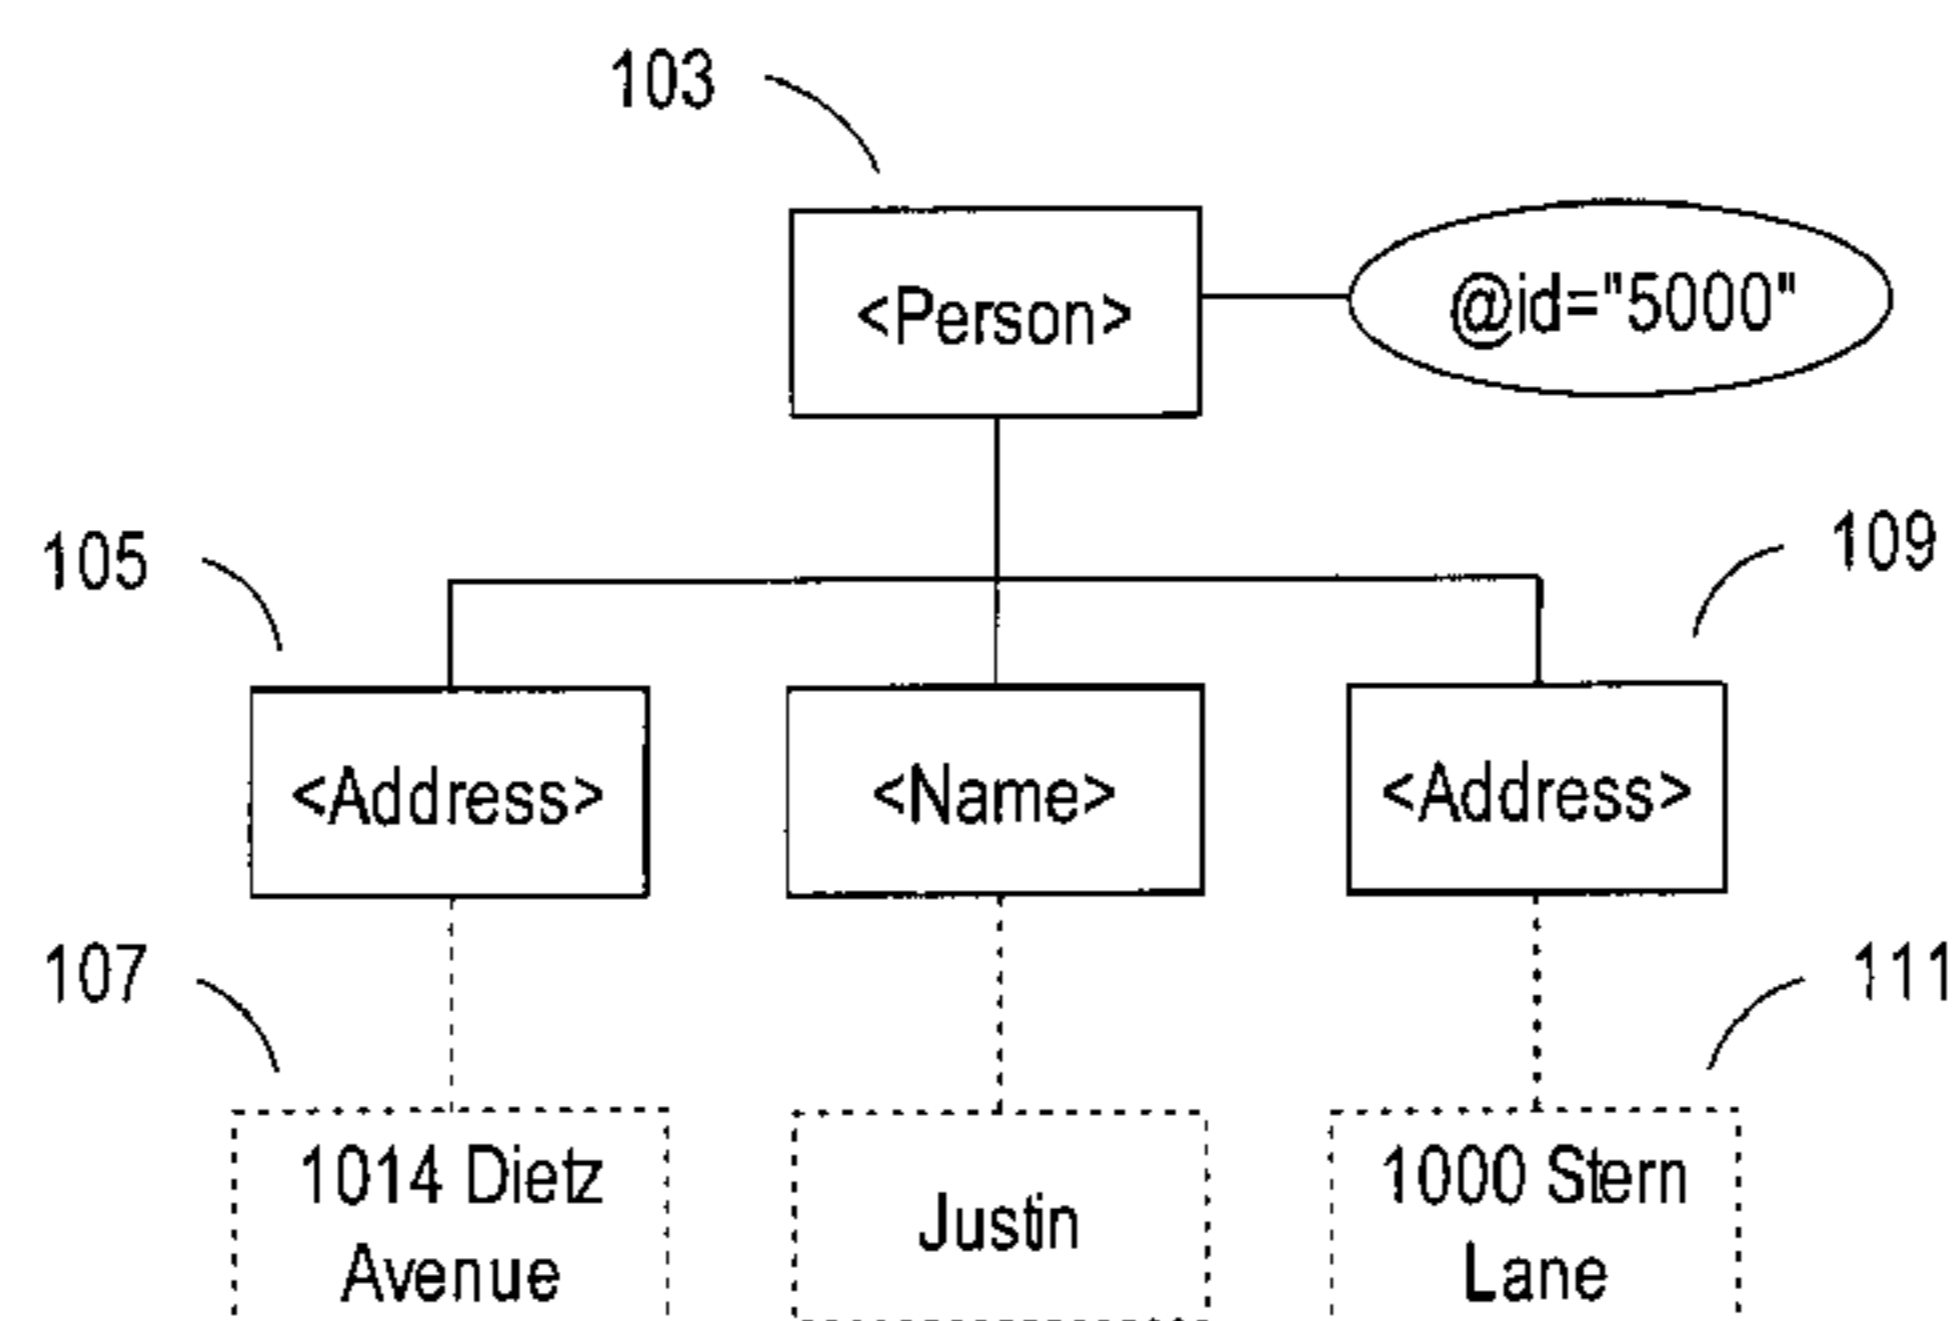 103
<Person>
@id="5000"
105
109
<Address>
<Name>
<Address>
107
111
1014 Dietz
Avenue
Justin
1000 Stern
Lane